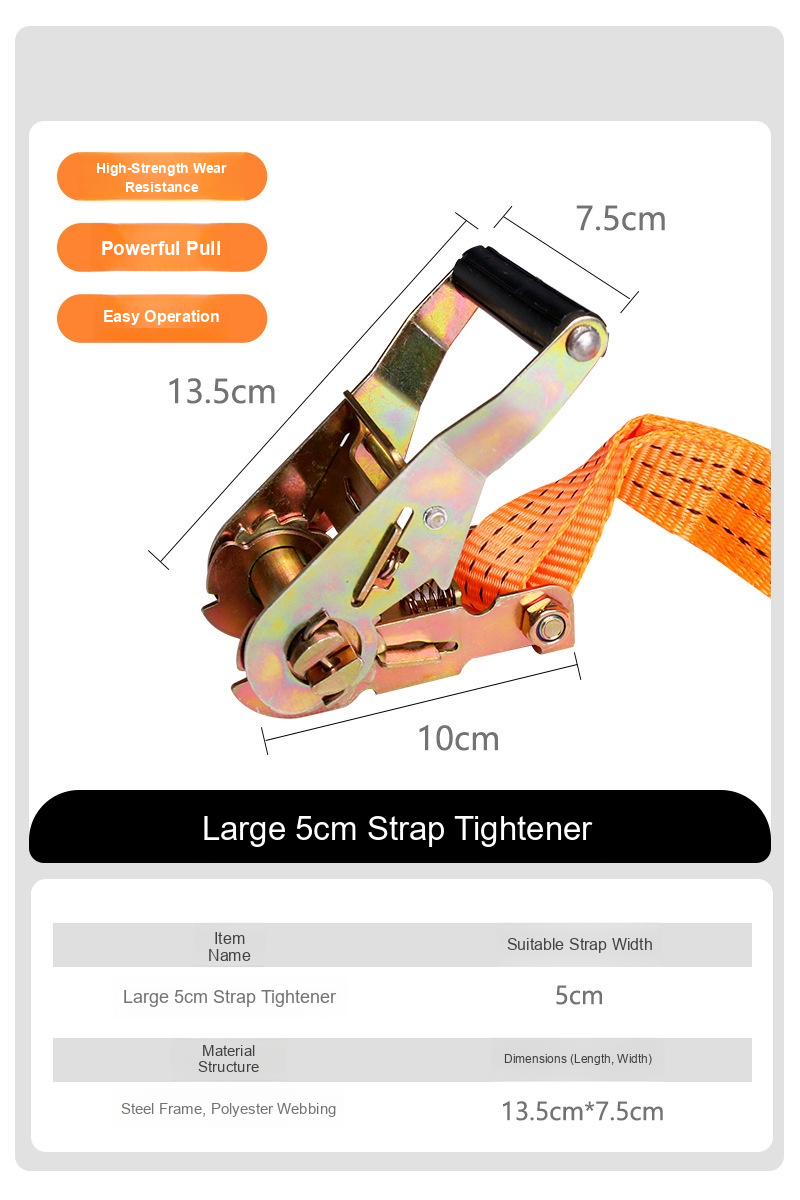 High-Strength Wear
Resistance
Powerful Pull
Easy Operation
7.5cm
13.5cm
10cm
Large 5cm Strap Tightener
Item
Name
Suitable Strap Width
Large 5cm Strap Tightener
5cm
Material
Structure
Dimensions (Length, Width)
Steel Frame, Polyester Webbing
13.5cm*7.5cm